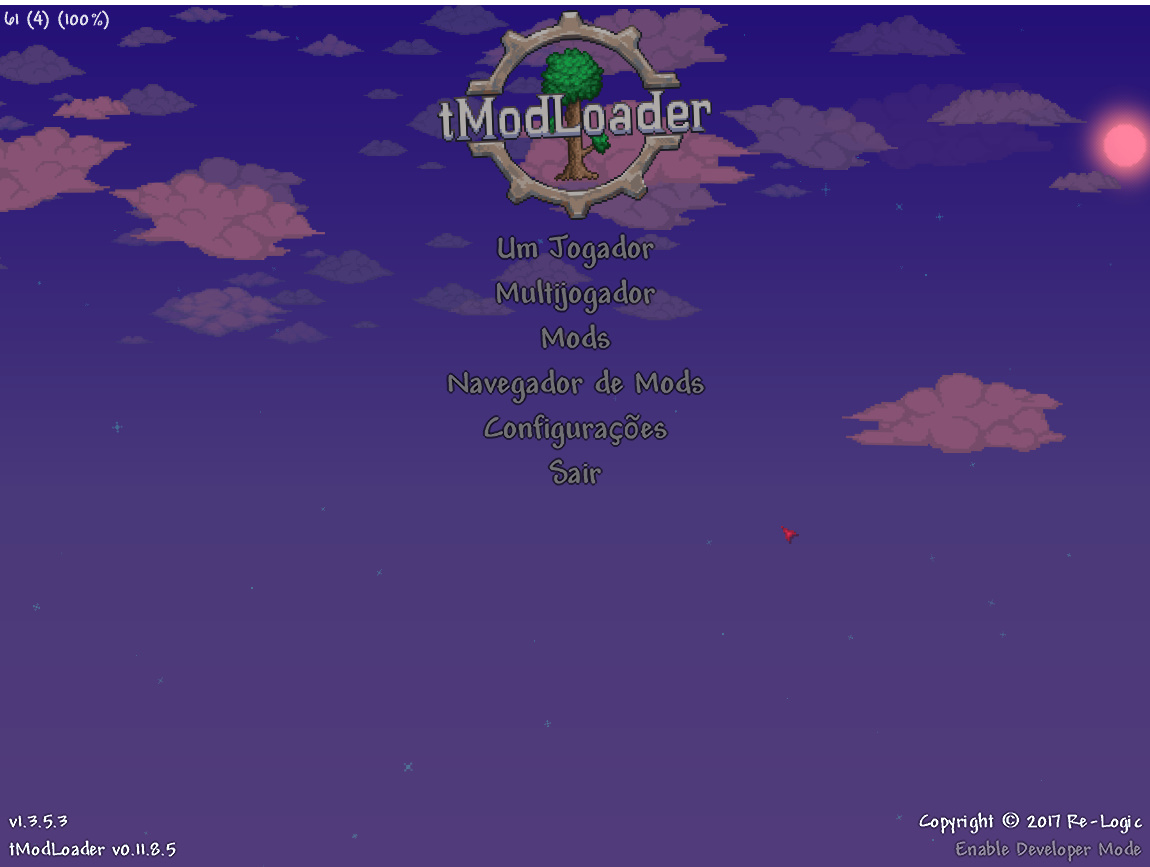 61 (4) (100%)
tModLoader
Um Jogador
Multijogador
Mods
Navegador de Mods
Configurações
Sair
v1.3.5.3
tModLoader v0.11.8.5
Copyright © 2017 Re-Logic
Enable Developer Mode